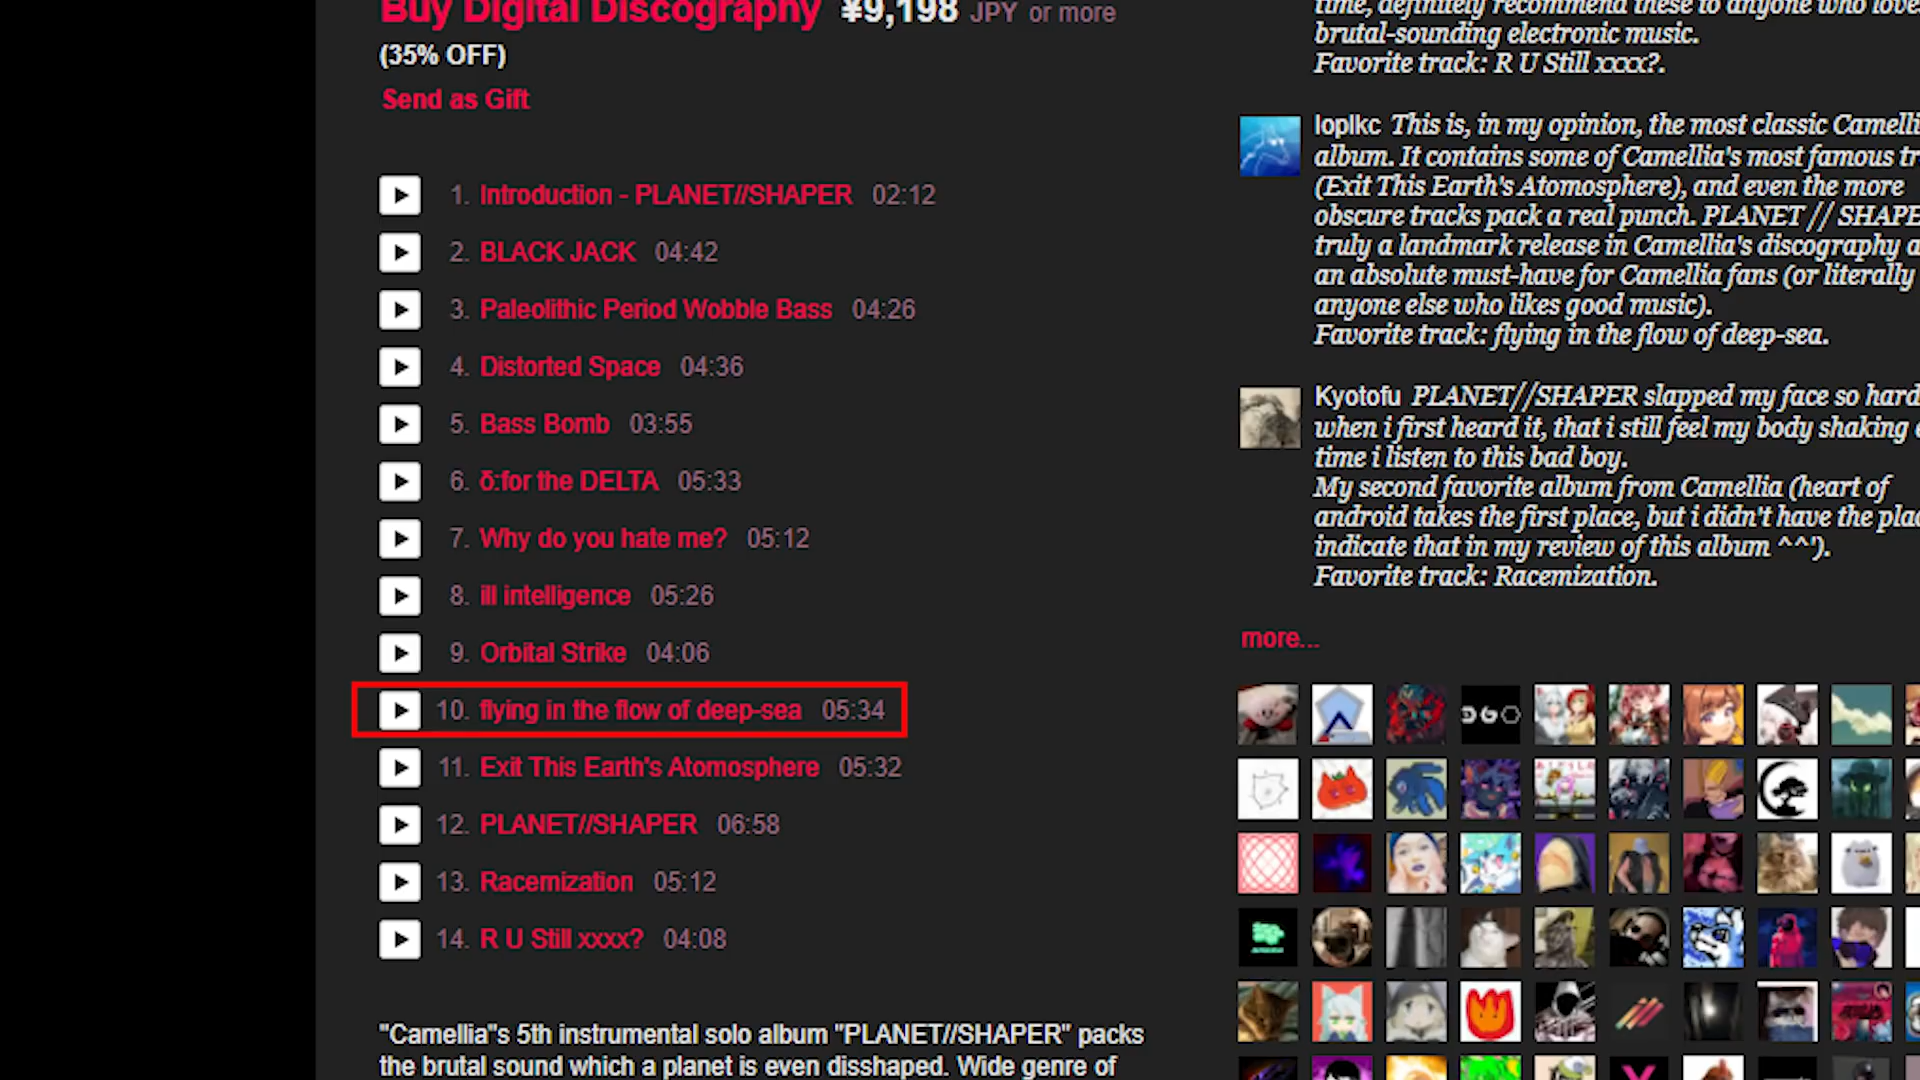 Buy Digital Discography ¥9,198 JPY or more
(35% OFF)
Send as Gift
1. Introduction - PLANET//SHAPER 02:12
2. BLACK JACK 04:42
3. Paleolithic Period Wobble Bass 04:26
4. Distorted Space 04:36
5. Bass Bomb 03:55
6. δ:for the DELTA 05:33
7. Why do you hate me? 05:12
8. ill intelligence 05:26
9. Orbital Strike 04:06
10. flying in the flow of deep-sea 05:34
11. Exit This Earth's Atomosphere 05:32
12. PLANET//SHAPER 06:58
13. Racemization 05:12
14. R U Still xxxx? 04:08
"Camellia"s 5th instrumental solo album "PLANET//SHAPER" packs
the brutal sound which a planet is even disshaped. Wide genre of
time, definitely recommend these to anyone who love
brutal-sounding electronic music.
Favorite track: R U Still xxxx?.
loplkc This is, in my opinion, the most classic Camelli
album. It contains some of Camellia's most famous tr
(Exit This Earth's Atomosphere), and even the more
obscure tracks pack a real punch. PLANET // SHAPE
truly a landmark release in Camellia's discography a
an absolute must-have for Camellia fans (or literally
anyone else who likes good music).
Favorite track: flying in the flow of deep-sea.
Kyotofu PLANET//SHAPER slapped my face so hard
when i first heard it, that i still feel my body shaking e
time i listen to this bad boy.
My second favorite album from Camellia (heart of
android takes the first place, but i didn't have the plac
indicate that in my review of this album ^^').
Favorite track: Racemization.
more...